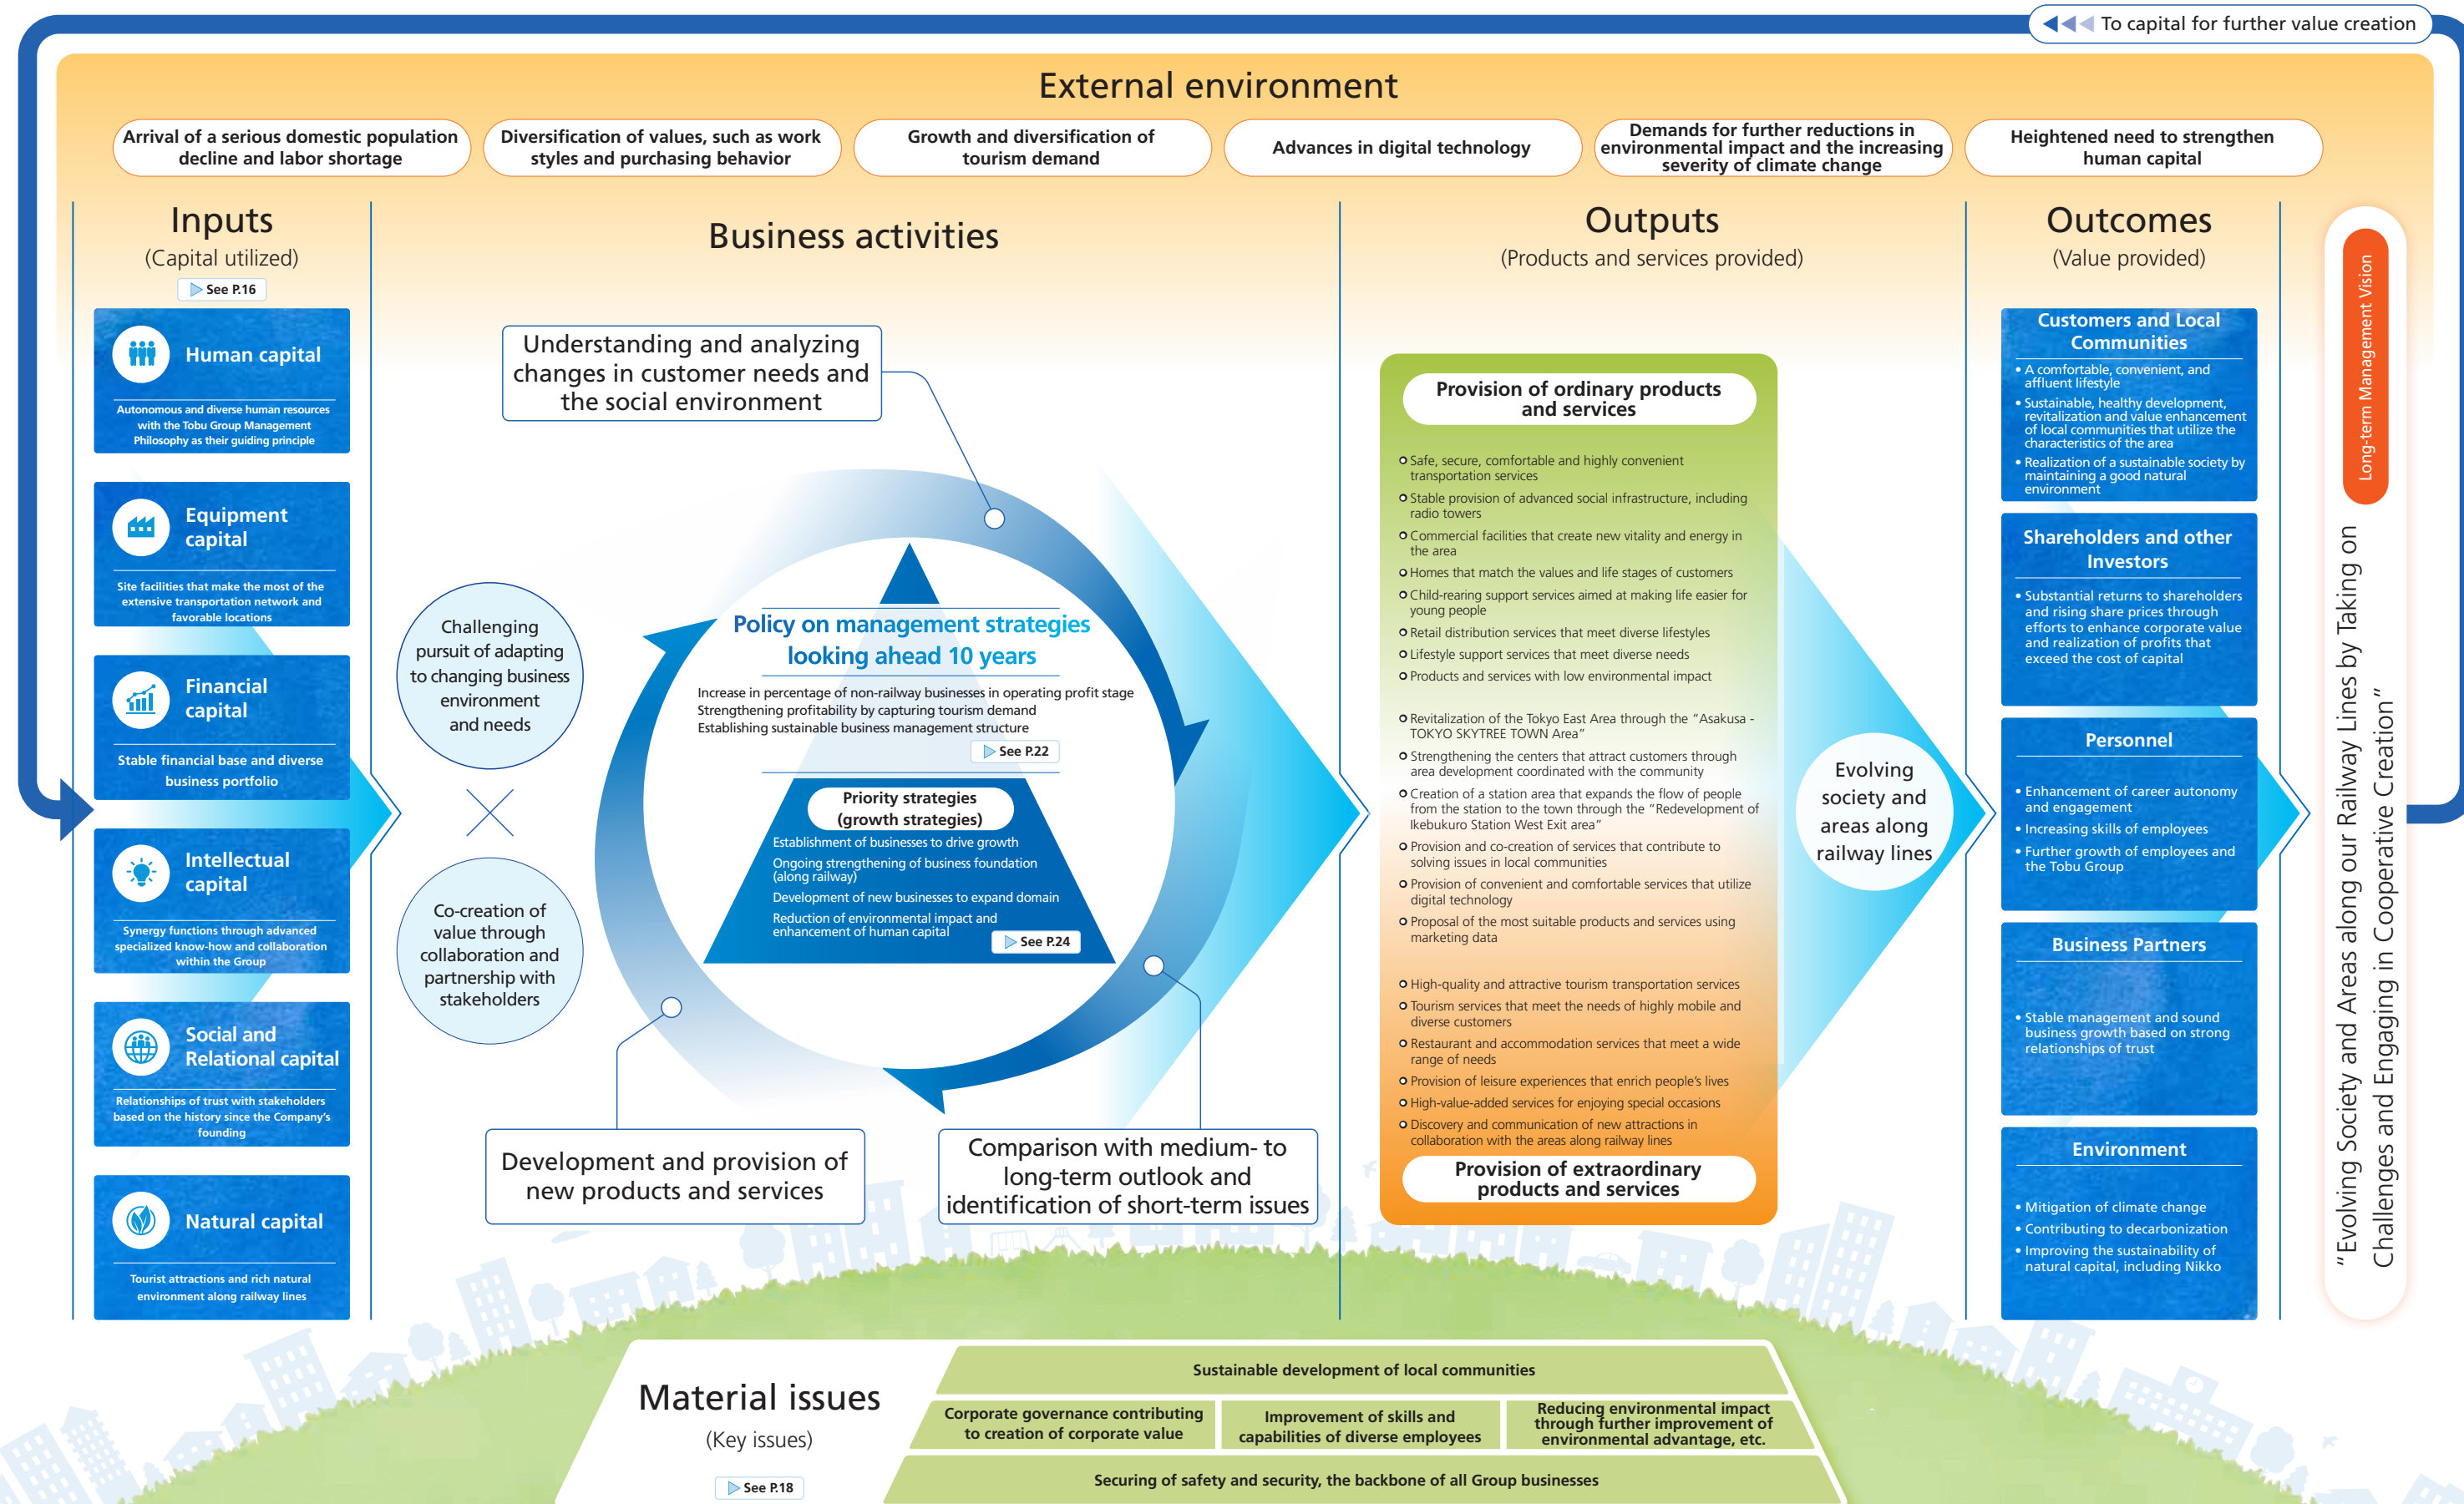 To capital for further value creation
External environment
Arrival of a serious domestic population
decline and labor shortage
Diversification of values, such as work
styles and purchasing behavior
Growth and diversification of
tourism demand
Advances in digital technology
Demands for further reductions in
environmental impact and the increasing
severity of climate change
Heightened need to strengthen
human capital
Inputs
(Capital utilized)
See P.16
Human capital
Autonomous and diverse human resources
with the Tobu Group Management
Philosophy as their guiding principle
Equipment
capital
Site facilities that make the most of the
extensive transportation network and
favorable locations
Financial
capital
Stable financial base and diverse
business portfolio
Intellectual
capital
Synergy functions through advanced
specialized know-how and collaboration
within the Group
Social and
Relational capital
Relationships of trust with stakeholders
based on the history since the Company's
founding
Natural capital
Tourist attractions and rich natural
environment along railway lines
Business activities
Understanding and analyzing
changes in customer needs and
the social environment
Challenging
pursuit of adapting
to changing business
environment
and needs
Co-creation of
value through
collaboration and
partnership with
stakeholders
Policy on management strategies
looking ahead 10 years
Increase in percentage of non-railway businesses in operating profit stage
Strengthening profitability by capturing tourism demand
Establishing sustainable business management structure
See P.22
Priority strategies
(growth strategies)
Establishment of businesses to drive growth
Ongoing strengthening of business foundation
(along railway)
Development of new businesses to expand domain
Reduction of environmental impact and
enhancement of human capital
See P.24
Development and provision of
new products and services
Comparison with medium- to
long-term outlook and
identification of short-term issues
Outputs
(Products and services provided)
Provision of ordinary products
and services
Safe, secure, comfortable and highly convenient
transportation services
Stable provision of advanced social infrastructure, including
radio towers
Commercial facilities that create new vitality and energy in
the area
Homes that match the values and life stages of customers
Child-rearing support services aimed at making life easier for
young people
Retail distribution services that meet diverse lifestyles
Lifestyle support services that meet diverse needs
Products and services with low environmental impact
Revitalization of the Tokyo East Area through the "Asakusa -
TOKYO SKYTREE TOWN Area"
Strengthening the centers that attract customers through
area development coordinated with the community
Creation of a station area that expands the flow of people
from the station to the town through the "Redevelopment of
Ikebukuro Station West Exit area"
Provision and co-creation of services that contribute to
solving issues in local communities
Provision of convenient and comfortable services that utilize
digital technology
Proposal of the most suitable products and services using
marketing data
High-quality and attractive tourism transportation services
Tourism services that meet the needs of highly mobile and
diverse customers
Restaurant and accommodation services that meet a wide
range of needs
Provision of leisure experiences that enrich people's lives
High-value-added services for enjoying special occasions
Discovery and communication of new attractions in
collaboration with the areas along railway lines
Provision of extraordinary
products and services
Evolving
society and
areas along
railway lines
Outcomes
(Value provided)
Customers and Local
Communities
• A comfortable, convenient, and
affluent lifestyle
• Sustainable, healthy development,
revitalization and value enhancement
of local communities that utilize the
characteristics of the area
• Realization of a sustainable society by
maintaining a good natural
environment
Shareholders and other
Investors
• Substantial returns to shareholders
and rising share prices through
efforts to enhance corporate value
and realization of profits that
exceed the cost of capital
Personnel
• Enhancement of career autonomy
and engagement
• Increasing skills of employees
• Further growth of employees and
the Tobu Group
Business Partners
• Stable management and sound
business growth based on strong
relationships of trust
Environment
• Mitigation of climate change
• Contributing to decarbonization
• Improving the sustainability of
natural capital, including Nikko
Long-term Management Vision
"Evolving Society and Areas along our Railway Lines by Taking on
Challenges and Engaging in Cooperative Creation"
Material issues
(Key issues)
See P.18
Sustainable development of local communities
Corporate governance contributing
to creation of corporate value
Improvement of skills and
capabilities of diverse employees
Reducing environmental impact
through further improvement of
environmental advantage, etc.
Securing of safety and security, the backbone of all Group businesses